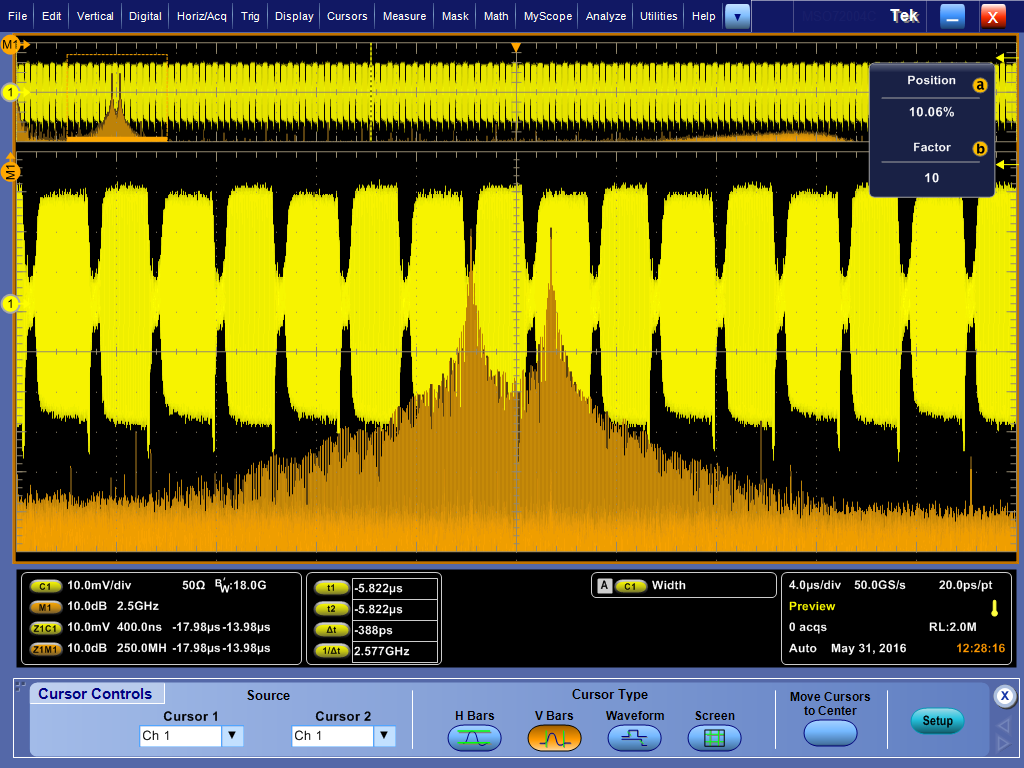 File Edit Vertical Digital Horiz/Acq Trig Display Cursors Measure Mask Math MyScope Analyze Utilities Help Tek X
M1
1
Position a
10.06%
Factor b
10
M1
1
C1 10.0mV/div 50Ω BW:18.0G
M1 10.0dB 2.5GHz
Z1C1 10.0mV 400.0ns -17.98µs -13.98µs
Z1M1 10.0dB 250.0MH -17.98µs -13.98µs
t1 -5.822µs
t2 -5.822µs
Δt -388ps
1/Δt 2.577GHz
A C1 Width
4.0µs/div 50.0GS/s 20.0ps/pt
Preview
0 acqs RL:2.0M
Auto May 31, 2016 12:28:16
Cursor Controls
Source
Cursor 1 Cursor 2
Ch 1 Ch 1
Cursor Type
H Bars V Bars Waveform Screen
Move Cursors
to Center
Setup
X